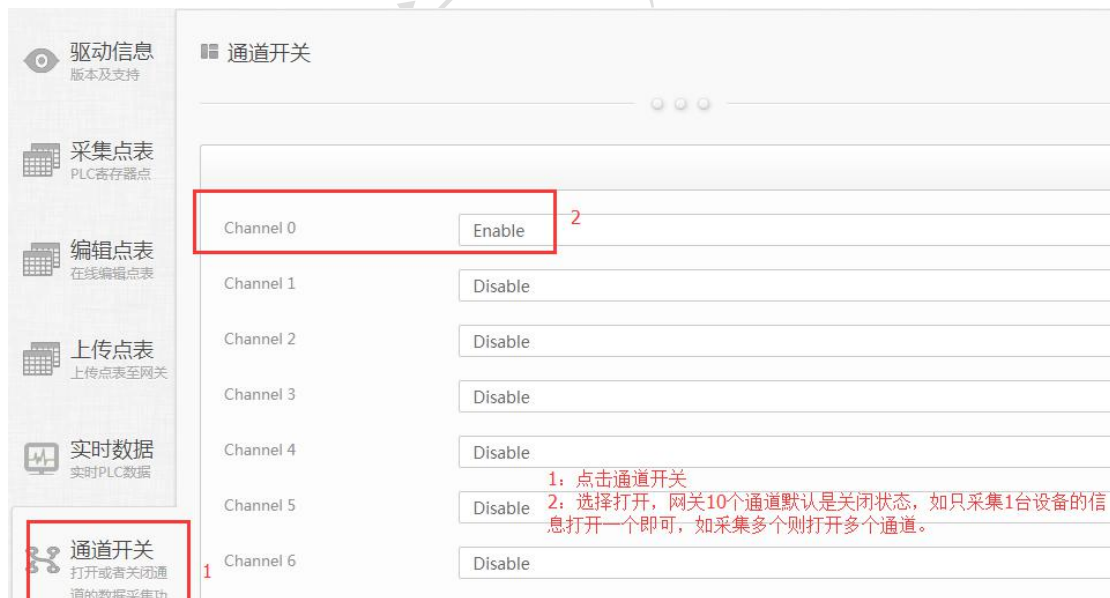 驱动信息
版本及支持
通道开关
采集点表
PLC寄存器点
Channel 0
Enable
2
编辑点表
在线编辑点表
Channel 1
Disable
Channel 2
Disable
上传点表
上传点表至网关
Channel 3
Disable
实时数据
实时PLC数据
Channel 4
Disable
1：点击通道开关
Channel 5
Disable
2：选择打开，网关10个通道默认是关闭状态，如只采集1台设备的信
息打开一个即可，如采集多个则打开多个通道。
通道开关
打开或者关闭通
道的数据采集功
1
Channel 6
Disable